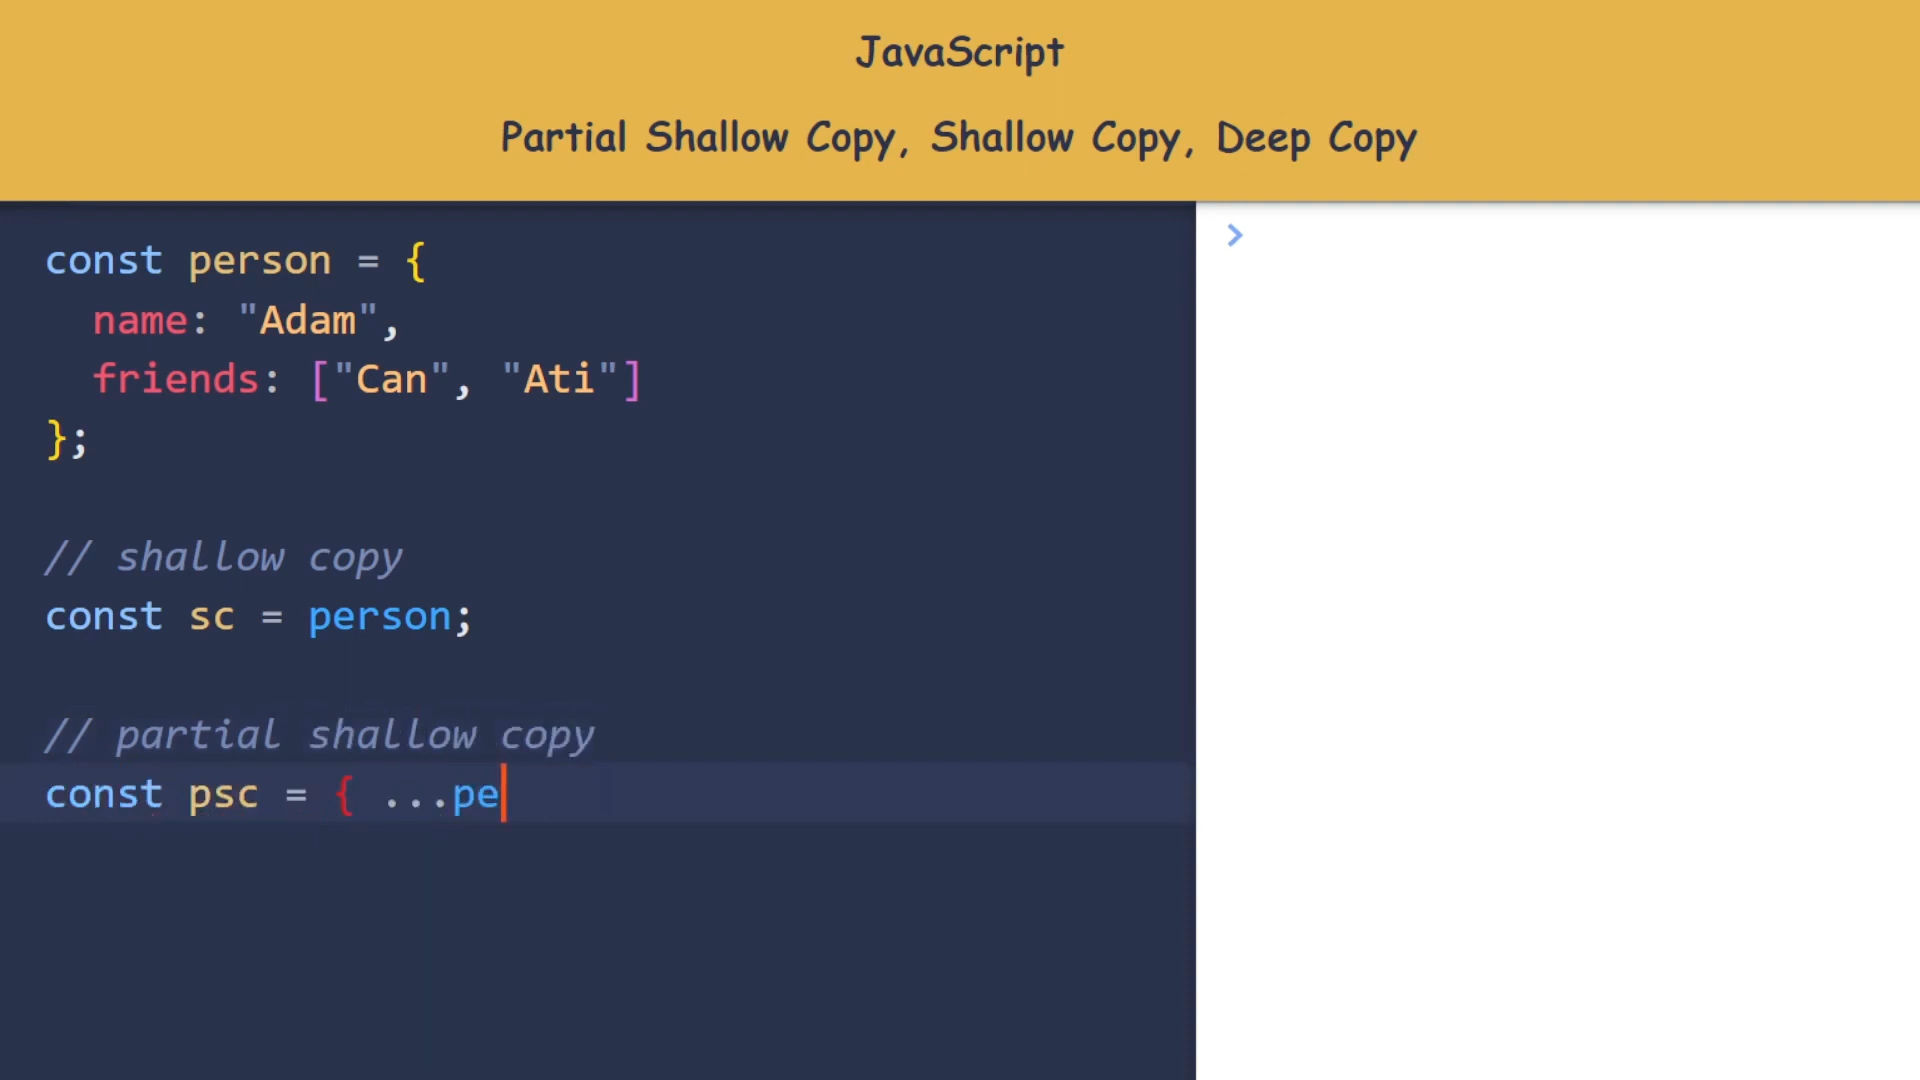 JavaScript
Partial Shallow Copy, Shallow Copy, Deep Copy
const person = {
  name: "Adam",
  friends: ["Can", "Ati"]
};
// shallow copy
const sc = person;
// partial shallow copy
const psc = { ...pe
>